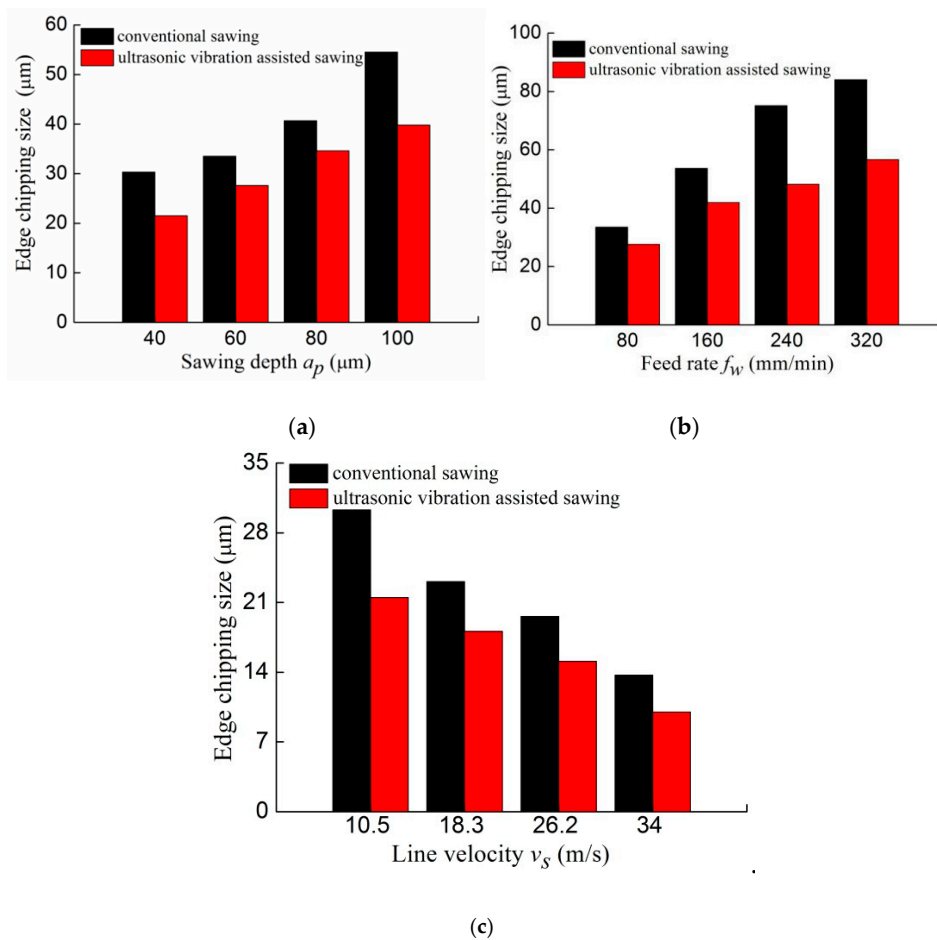 60
50
40
30
20
10
0
Edge chipping size (μm)
conventional sawing
ultrasonic vibration assisted sawing
40 60 80 100
Sawing depth ap (μm)
(a)
100
80
60
40
20
0
Edge chipping size (μm)
conventional sawing
ultrasonic vibration assisted sawing
80 160 240 320
Feed rate fw (mm/min)
(b)
35
28
21
14
7
0
Edge chipping size (μm)
conventional sawing
ultrasonic vibration assisted sawing
10.5 18.3 26.2 34
Line velocity vs (m/s)
(c)